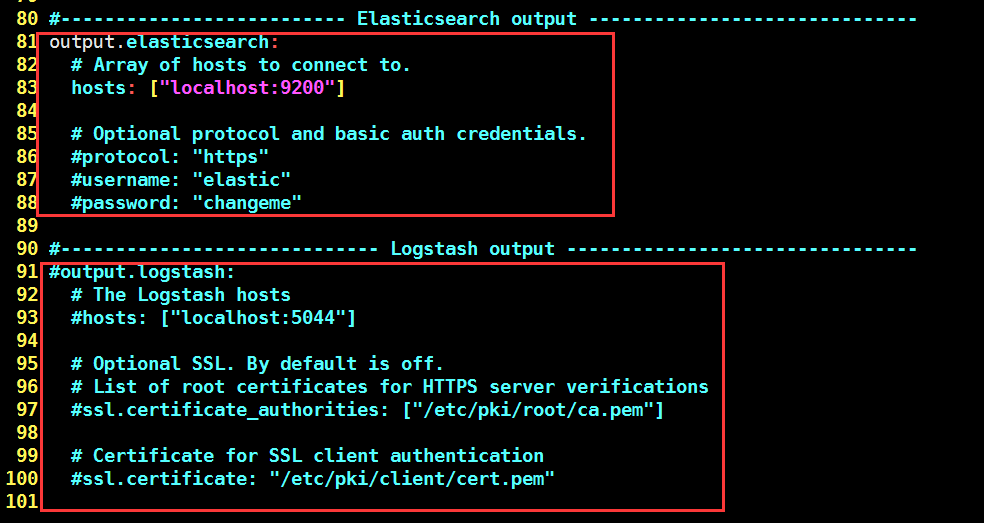 80 #-------------------------- Elasticsearch output ------------------------------
81 output.elasticsearch:
82   # Array of hosts to connect to.
83   hosts: ["localhost:9200"]
84
85   # Optional protocol and basic auth credentials.
86   #protocol: "https"
87   #username: "elastic"
88   #password: "changeme"
89
90 #----------------------------- Logstash output --------------------------------
91 #output.logstash:
92   # The Logstash hosts
93   #hosts: ["localhost:5044"]
94
95   # Optional SSL. By default is off.
96   # List of root certificates for HTTPS server verifications
97   #ssl.certificate_authorities: ["/etc/pki/root/ca.pem"]
98
99   # Certificate for SSL client authentication
100   #ssl.certificate: "/etc/pki/client/cert.pem"
101